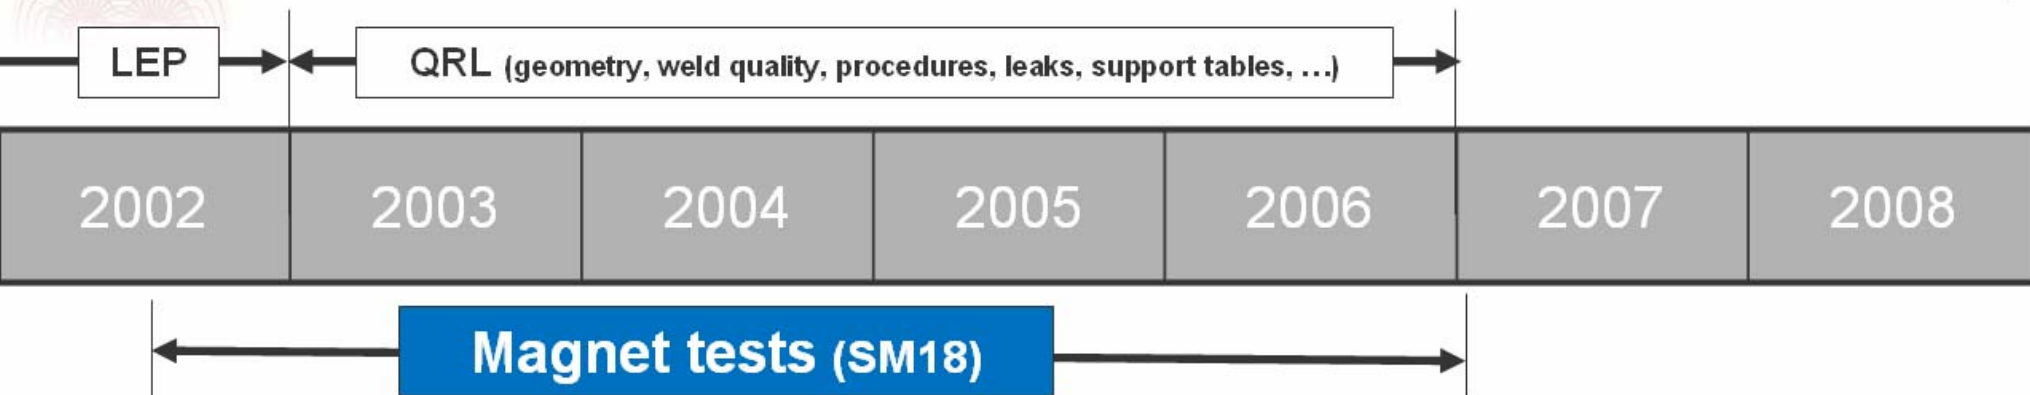 LEP QRL (geometry, weld quality, procedures, leaks, support tables, ...)
2002 2003 2004 2005 2006 2007 2008
Magnet tests (SM18)